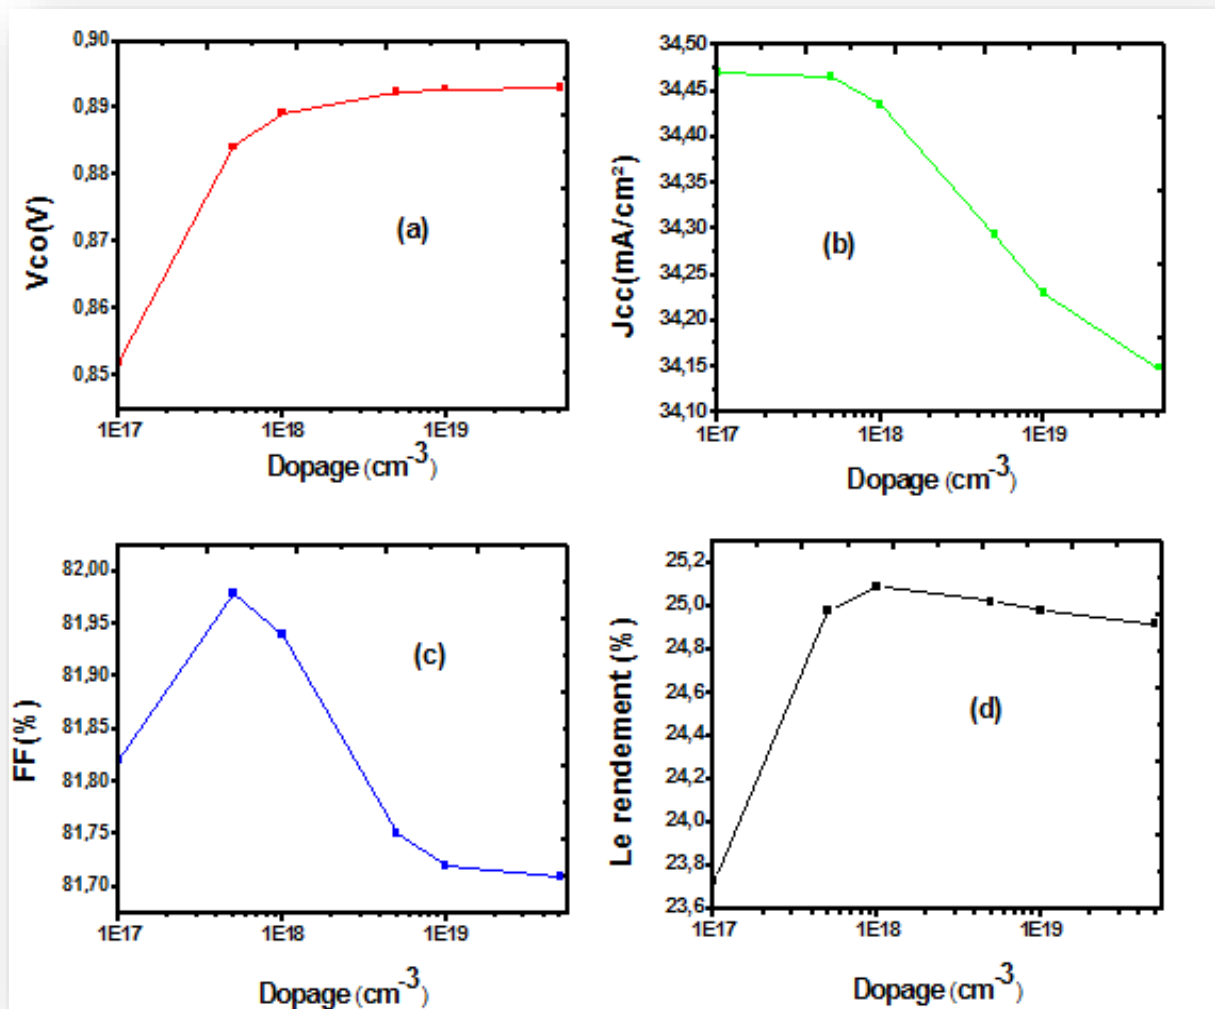 0,90
0,89
0,88
0,87
0,86
0,85
Vco(V)
(a)
1E17 1E18 1E19
Dopage (cm-3)
34,50
34,45
34,40
34,35
34,30
34,25
34,20
34,15
34,10
Jcc(mA/cm²)
(b)
1E17 1E18 1E19
Dopage (cm-3)
82,00
81,95
81,90
81,85
81,80
81,75
81,70
FF(%)
(c)
1E17 1E18 1E19
Dopage (cm-3)
25,2
25,0
24,8
24,6
24,4
24,2
24,0
23,8
23,6
Le rendement (%)
(d)
1E17 1E18 1E19
Dopage (cm-3)